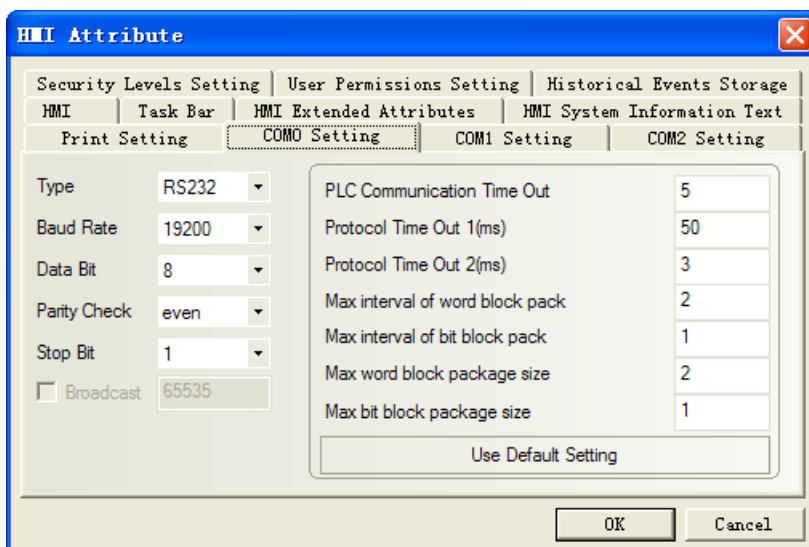 HMI Attribute
Security Levels Setting User Permissions Setting Historical Events Storage
HMI Task Bar HMI Extended Attributes HMI System Information Text
Print Setting COM0 Setting COM1 Setting COM2 Setting
Type RS232
Baud Rate 19200
Data Bit 8
Parity Check even
Stop Bit 1
Broadcast 65535
PLC Communication Time Out 5
Protocol Time Out 1(ms) 50
Protocol Time Out 2(ms) 3
Max interval of word block pack 2
Max interval of bit block pack 1
Max word block package size 2
Max bit block package size 1
Use Default Setting
OK Cancel